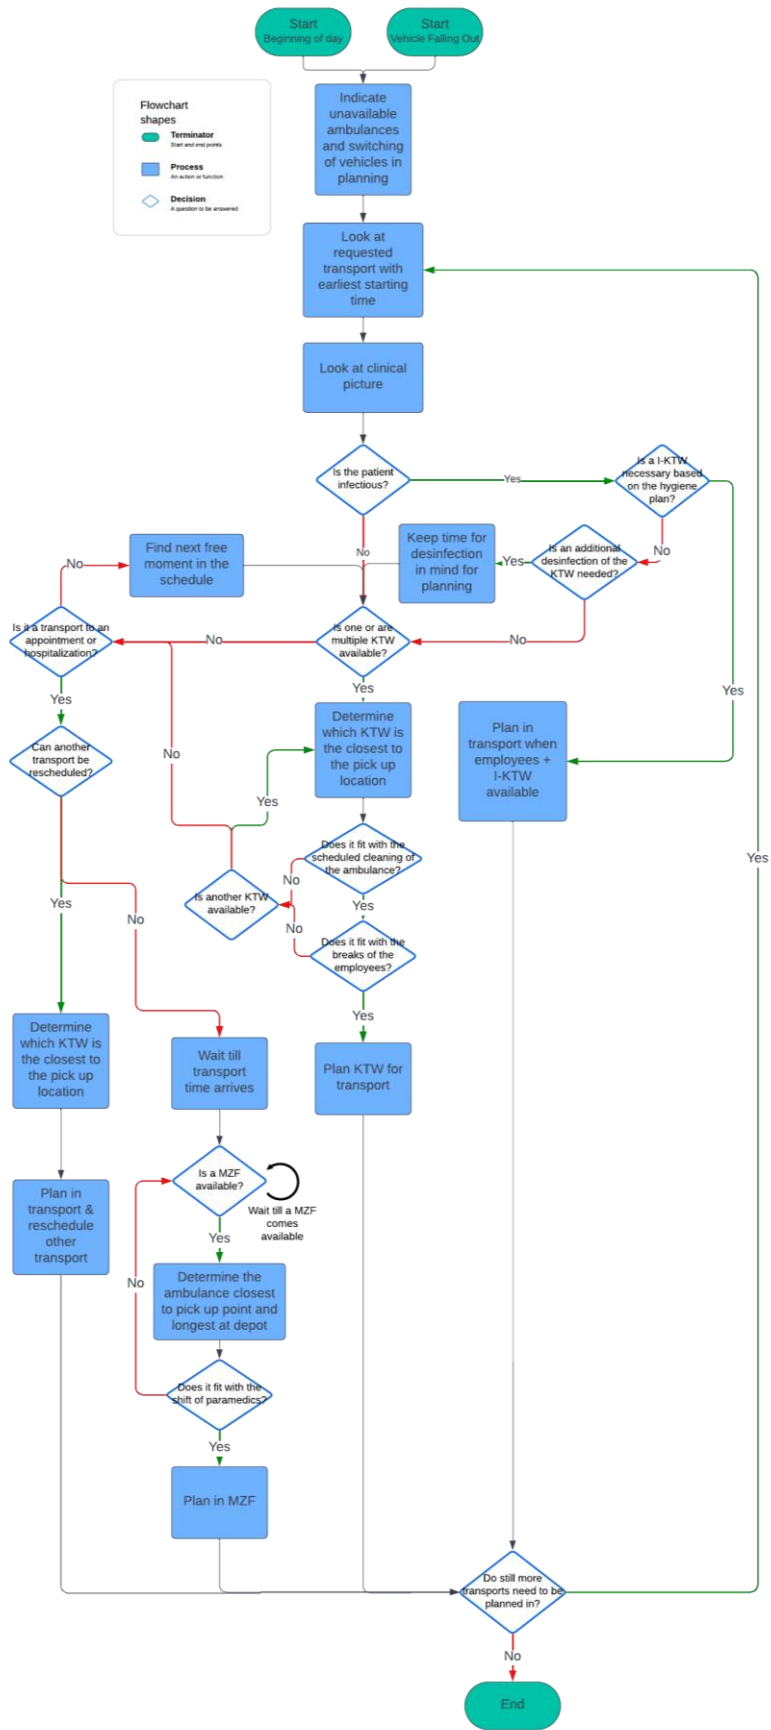 Start
Beginning of day
Start
Vehicle Falling Out
Flowchart
shapes
Terminator
Start and end points
Process
An action or function
Decision
A question to be answered
Indicate
unavailable
ambulances
and switching
of vehicles in
planning
Look at
requested
transport with
earliest starting
time
Look at clinical
picture
Is the patient
infectious?
Yes
Is a I-KTW
necessary based
on the hygiene
plan?
No
No
Find next free
moment in the
schedule
Keep time for
desinfection
in mind for
planning
Yes
Is an additional
desinfection of the
KTW needed?
No
Is it a transport to an
appointment or
hospitalization?
No
Is one or are
multiple KTW
available?
No
Yes
Yes
Yes
Can another
transport be
rescheduled?
No
Determine
which KTW is
the closest to
the pick up
location
Plan in
transport when
employees +
I-KTW
available
Yes
Does it fit with the
scheduled cleaning of
the ambulance?
Yes
No
Is another KTW
available?
Yes
Yes
No
No
Does it fit with the
breaks of the
employees?
Yes
Determine
which KTW is
the closest to
the pick up
location
Wait till
transport
time arrives
Plan KTW for
transport
Is a MZF
available?
Wait till a MZF
comes
available
Plan in
transport &
reschedule
other
transport
Yes
No
Determine the
ambulance closest
to pick up point and
longest at depot
Does it fit with the
shift of paramedics?
Yes
Plan in MZF
Do still more
transports need to be
planned in?
No
End